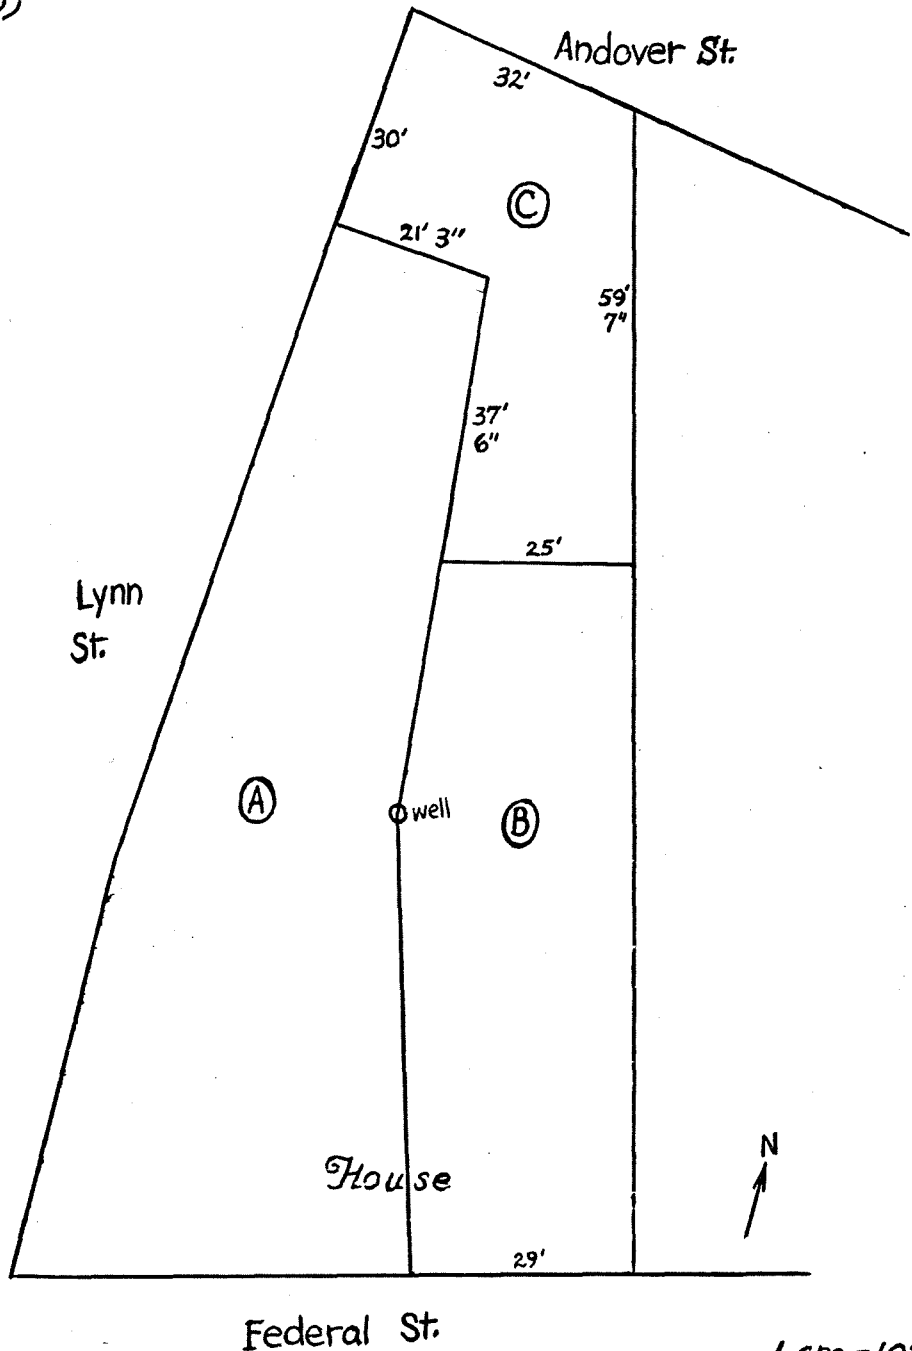 Andover St.
32'
30'
C
21' 3"
59'
7"
37'
6"
25'
Lynn
St.
A
well
B
N
House
29'
Federal St.